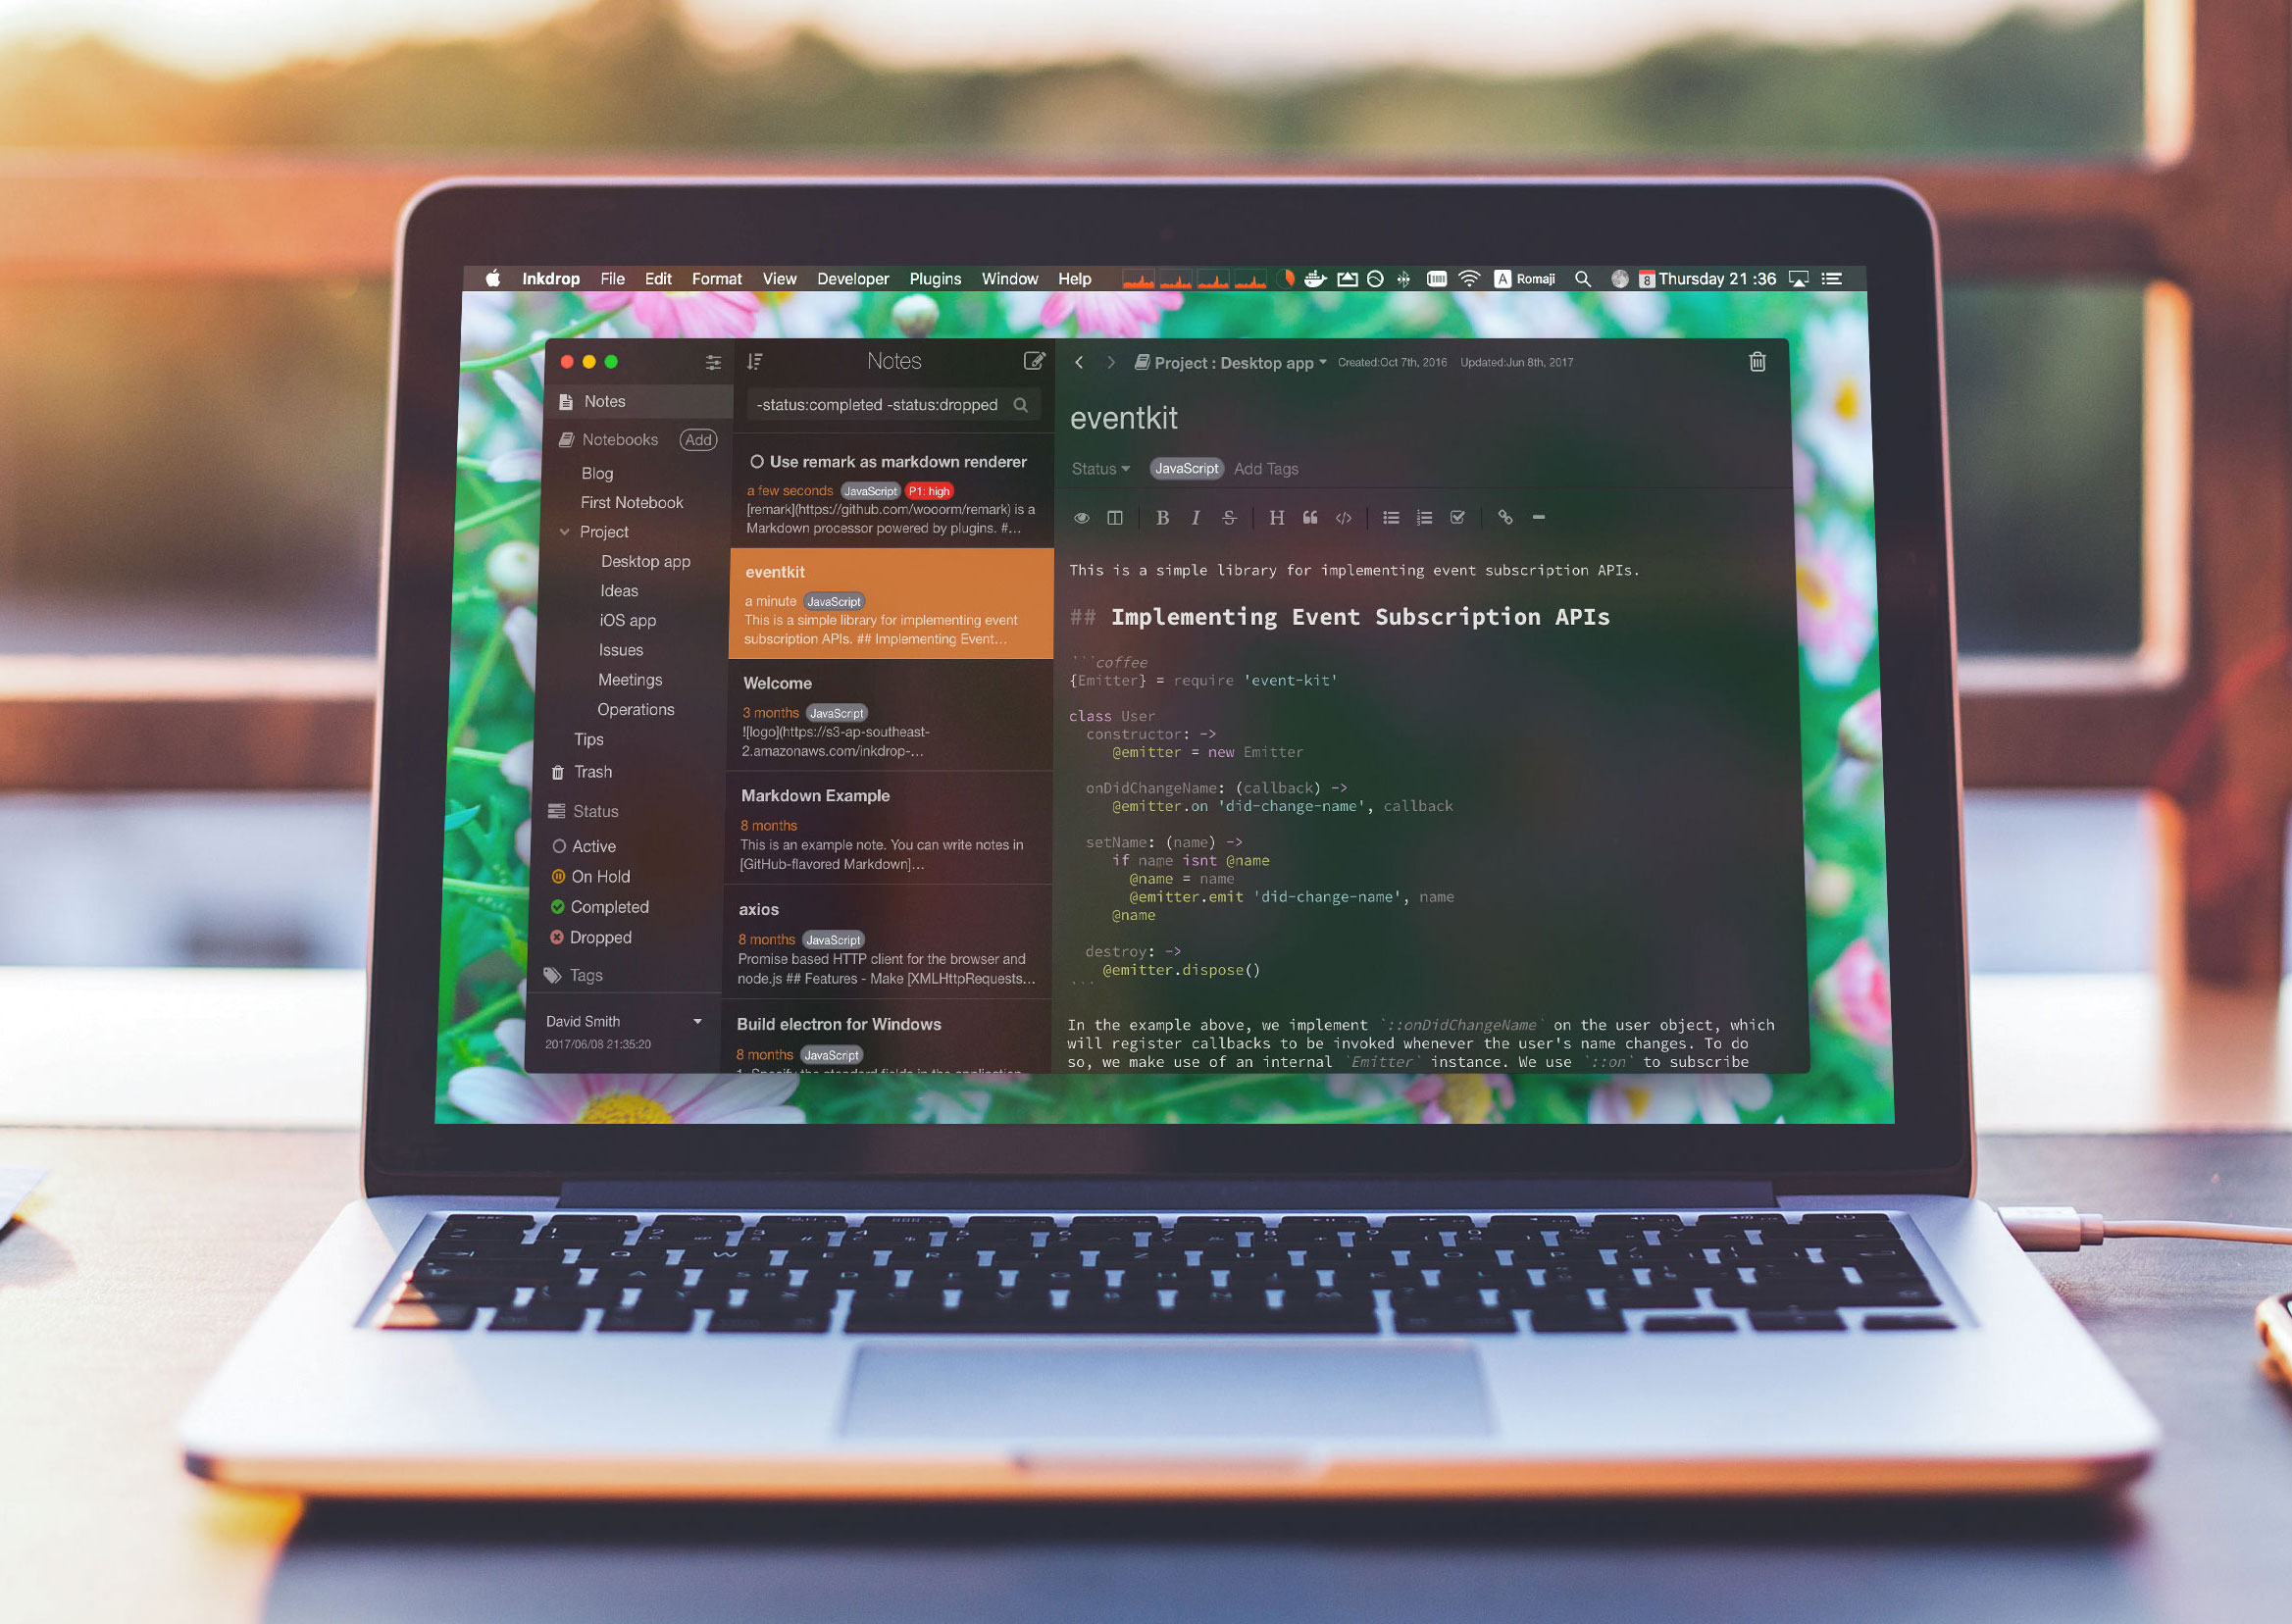 Inkdrop File Edit Format View Developer Plugins Window Help A Romaji 8 Thursday 21 :36
Notes
Notebooks Add
Blog
First Notebook
Project
Desktop app
Ideas
iOS app
Issues
Meetings
Operations
Tips
Trash
Status
Active
On Hold
Completed
Dropped
Tags
David Smith
2017/06/08 21:35:20
Notes
-status:completed -status:dropped
Use remark as markdown renderer
a few seconds JavaScript P1: high
[remark](https://github.com/wooorm/remark) is a
Markdown processor powered by plugins. #...
eventkit
a minute JavaScript
This is a simple library for implementing event
subscription APIs. ## Implementing Event...
Welcome
3 months JavaScript
![logo](https://s3-ap-southeast-
2.amazonaws.com/inkdrop-...
Markdown Example
8 months
This is an example note. You can write notes in
[GitHub-flavored Markdown]...
axios
8 months JavaScript
Promise based HTTP client for the browser and
node.js ## Features - Make [XMLHttpRequests...
Build electron for Windows
8 months JavaScript
1. Specify the standard fields in the application
Project : Desktop app Created:Oct 7th, 2016 Updated:Jun 8th, 2017
eventkit
Status JavaScript Add Tags
B I S H
This is a simple library for implementing event subscription APIs.
## Implementing Event Subscription APIs
```coffee
{Emitter} = require 'event-kit'
class User
constructor: ->
@emitter = new Emitter
onDidChangeName: (callback) ->
@emitter.on 'did-change-name', callback
setName: (name) ->
if name isnt @name
@name = name
@emitter.emit 'did-change-name', name
@name
destroy: ->
@emitter.dispose()
```
In the example above, we implement `::onDidChangeName` on the user object, which
will register callbacks to be invoked whenever the user's name changes. To do
so, we make use of an internal `Emitter` instance. We use `::on` to subscribe